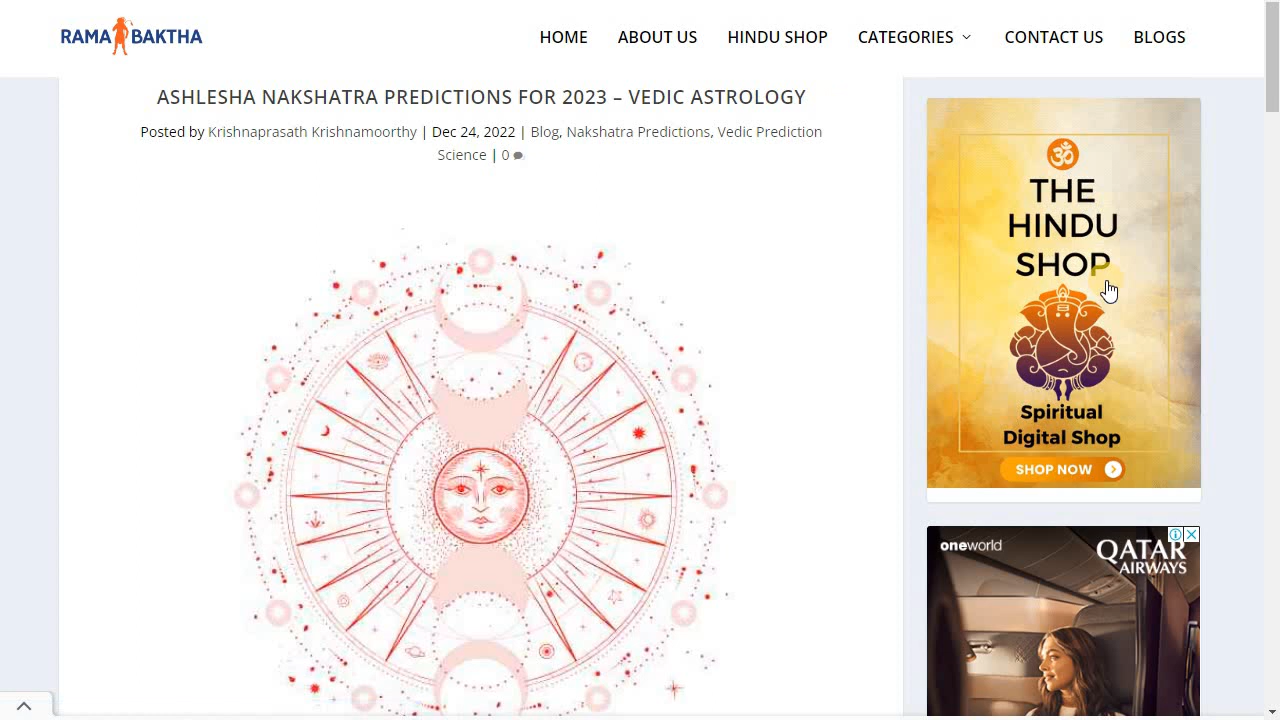 RAMA BAKTHA
HOME ABOUT US HINDU SHOP CATEGORIES CONTACT US BLOGS
ASHLESHA NAKSHATRA PREDICTIONS FOR 2023 – VEDIC ASTROLOGY
Posted by Krishnaprasath Krishnamoorthy | Dec 24, 2022 | Blog, Nakshatra Predictions, Vedic Prediction
Science | 0
ॐ
THE
HINDU
SHOP
Spiritual
Digital Shop
SHOP NOW
oneworld
QATAR
AIRWAYS